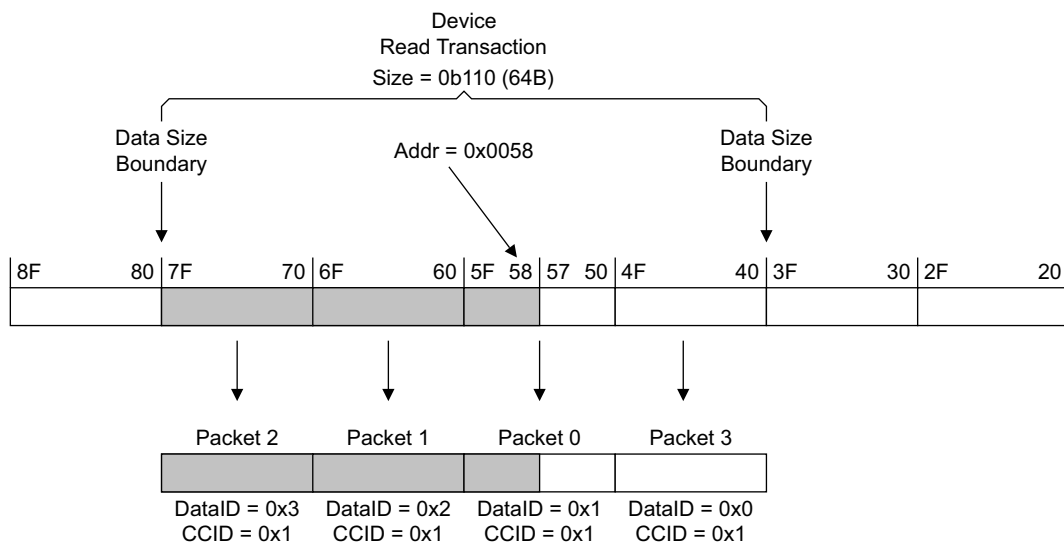 Device
Read Transaction
Size = 0b110 (64B)
Data Size
Boundary
Addr = 0x0058
Data Size
Boundary
8F 80 7F 70 6F 60 5F 58 57 50 4F 40 3F 30 2F 20
Packet 2 Packet 1 Packet 0 Packet 3
DataID = 0x3 DataID = 0x2 DataID = 0x1 DataID = 0x0
CCID = 0x1 CCID = 0x1 CCID = 0x1 CCID = 0x1